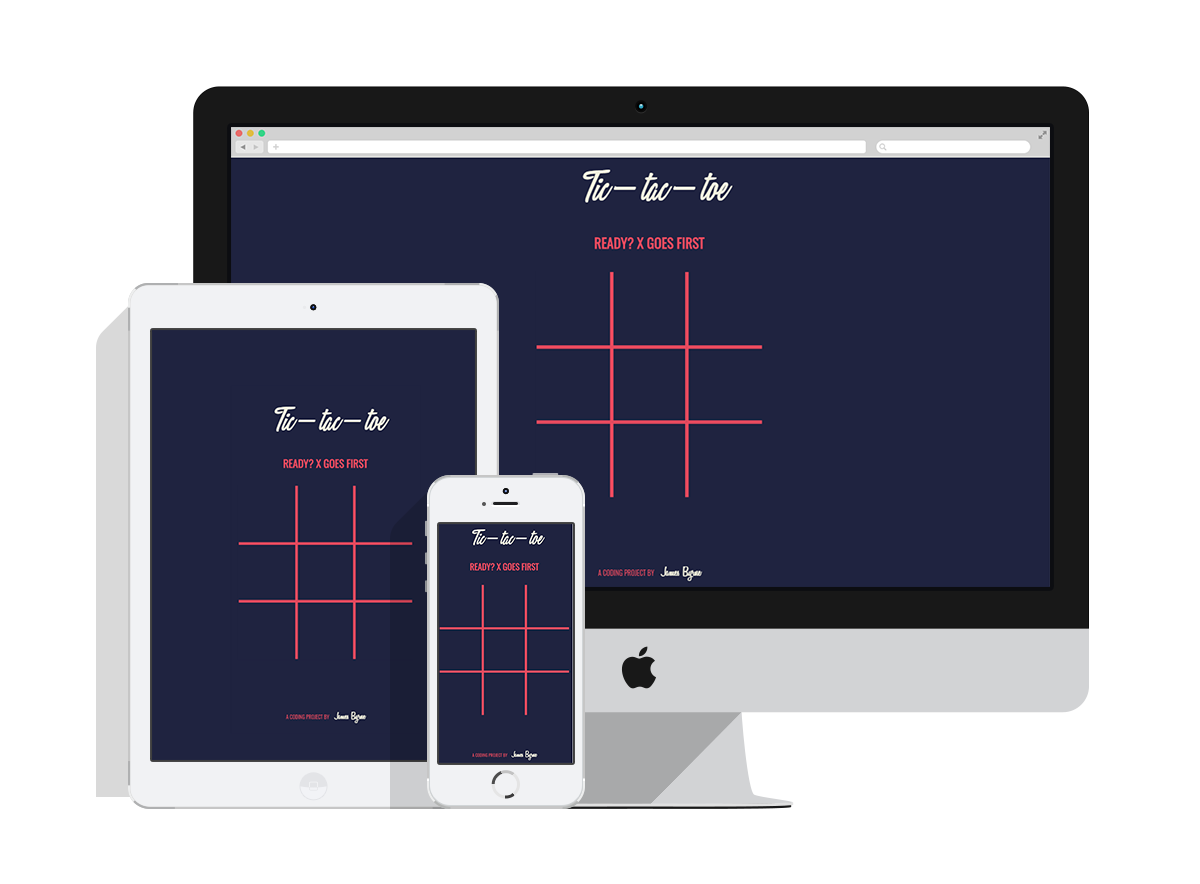 Tic-tac-toe
READY? X GOES FIRST
A CODING PROJECT BY James Byrne
Tic-tac-toe
READY? X GOES FIRST
A CODING PROJECT BY James Byrne
Tic-tac-toe
READY? X GOES FIRST
A CODING PROJECT BY James Byrne